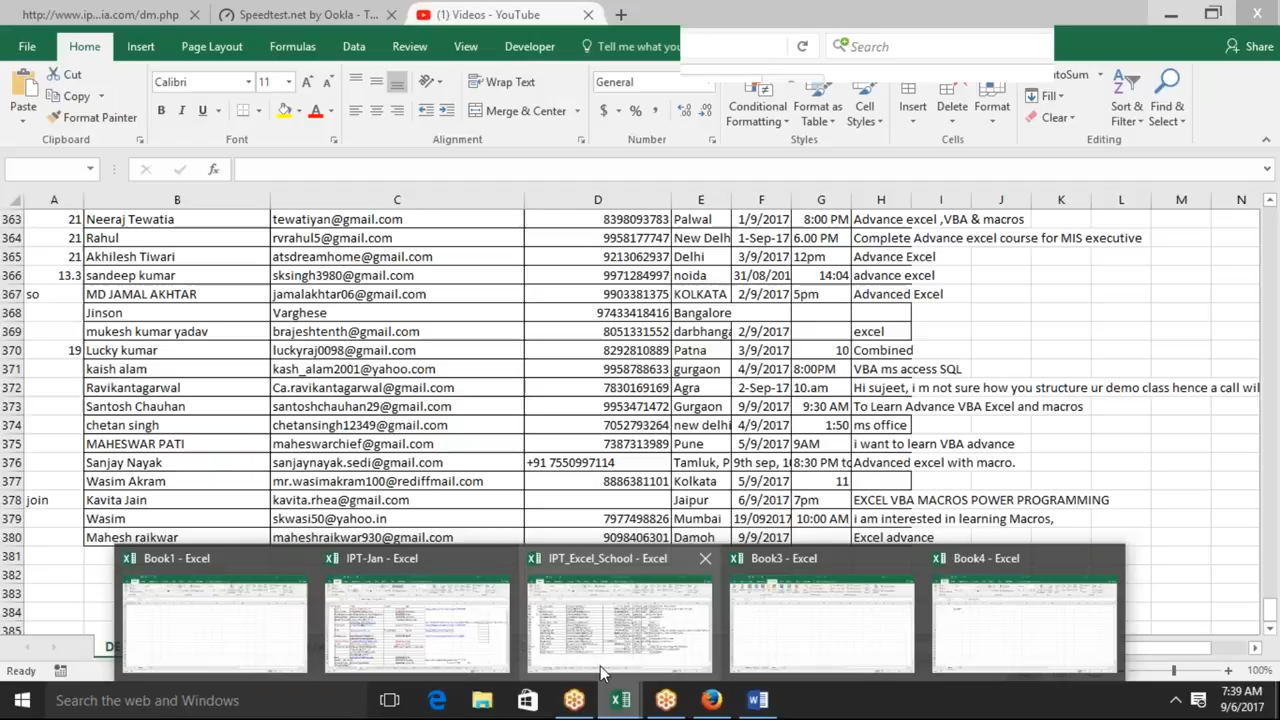 http://www.ip...ia.com/dm.php
Speedtest.net by Ookla - T...
(1) Videos - YouTube
File Home Insert Page Layout Formulas Data Review View Developer Tell me what you
Search
Share
Cut
Copy
Format Painter
Paste
Calibri 11
B I U
Wrap Text
Merge & Center
General
$ % ,
Conditional Formatting
Format as Table
Cell Styles
Insert Delete Format
AutoSum
Fill
Clear
Sort & Filter
Find & Select
Clipboard Font Alignment Number Styles Cells Editing
fx
A B C D E F G H I J K L M N
363 21 Neeraj Tewatia tewatiyan@gmail.com 8398093783 Palwal 1/9/2017 8:00 PM Advance excel ,VBA & macros
364 21 Rahul rvrahul5@gmail.com 9958177747 New Delh 1-Sep-17 6.00 PM Complete Advance excel course for MIS executive
365 21 Akhilesh Tiwari atsdreamhome@gmail.com 9213062937 Delhi 3/9/2017 12pm Advance Excel
366 13.3 sandeep kumar sksingh3980@gmail.com 9971284997 noida 31/08/201 14:04 advance excel
367 so MD JAMAL AKHTAR jamalakhtar06@gmail.com 9903381375 KOLKATA 2/9/2017 5pm Advanced Excel
368 Jinson Varghese 97433418416 Bangalore
369 mukesh kumar yadav brajeshtenth@gmail.com 8051331552 darbhang 2/9/2017 excel
370 19 Lucky kumar luckyraj0098@gmail.com 8292810889 Patna 3/9/2017 10 Combined
371 kaish alam kash_alam2001@yahoo.com 9958788633 gurgaon 4/9/2017 8:00PM VBA ms access SQL
372 Ravikantagarwal Ca.ravikantagarwal@gmail.com 7830169169 Agra 2-Sep-17 10.am Hi sujeet, i m not sure how you structure ur demo class hence a call wil
373 Santosh Chauhan santoshchauhan29@gmail.com 9953471472 Gurgaon 9/9/2017 9:30 AM To Learn Advance VBA Excel and macros
374 chetan singh chetansingh12349@gmail.com 7052793264 new delhi 4/9/2017 1:50 ms office
375 MAHESWAR PATI maheswarchief@gmail.com 7387313989 Pune 5/9/2017 9AM i want to learn VBA advance
376 Sanjay Nayak sanjaynayak.sedi@gmail.com +91 7550997114 Tamluk, P 9th sep, 10 8:30 PM to Advanced excel with macro.
377 Wasim Akram mr.wasimakram100@rediffmail.com 8886381101 Kolkata 5/9/2017 11
378 join Kavita Jain kavita.rhea@gmail.com Jaipur 6/9/2017 7pm EXCEL VBA MACROS POWER PROGRAMMING
379 Wasim skwasi50@yahoo.in 7977498826 Mumbai 19/092017 10:00 AM i am interested in learning Macros,
380 Mahesh raikwar maheshraikwar930@gmail.com 9098406301 Damoh 9/9/2017 Excel advance
381
382
383
384
385
Book1 - Excel
IPT-Jan - Excel
IPT_Excel_School - Excel
Book3 - Excel
Book4 - Excel
Ready
100%
Search the web and Windows
7:39 AM
9/6/2017